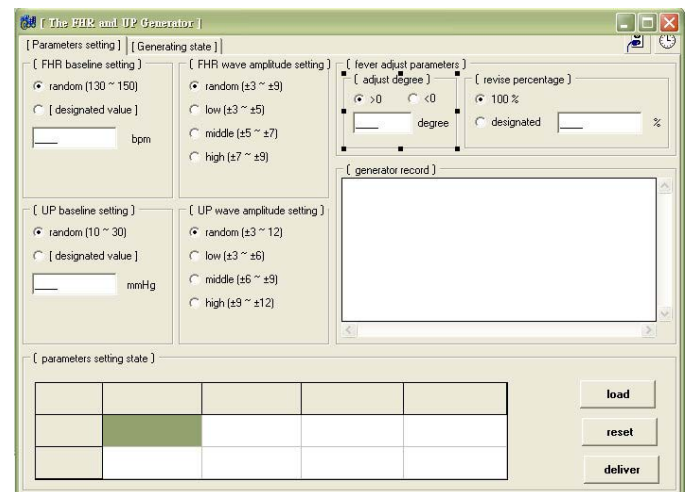 [ The FHR and UP Generator ]
[ Parameters setting ] [ Generating state ]
( FHR baseline setting )
random (130 ~ 150)
[ designated value ]
bpm
( FHR wave amplitude setting )
random (±3 ~ ±9)
low (±3 ~ ±5)
middle (±5 ~ ±7)
high (±7 ~ ±9)
( fever adjust parameters )
( adjust degree )
>0 <0
degree
( revise percentage )
100 %
designated %
( UP baseline setting )
random (10 ~ 30)
[ designated value ]
mmHg
( UP wave amplitude setting )
random (±3 ~ 12)
low (±3 ~ ±6)
middle (±6 ~ ±9)
high (±9 ~ ±12)
( generator record )
( parameters setting state )
load
reset
deliver